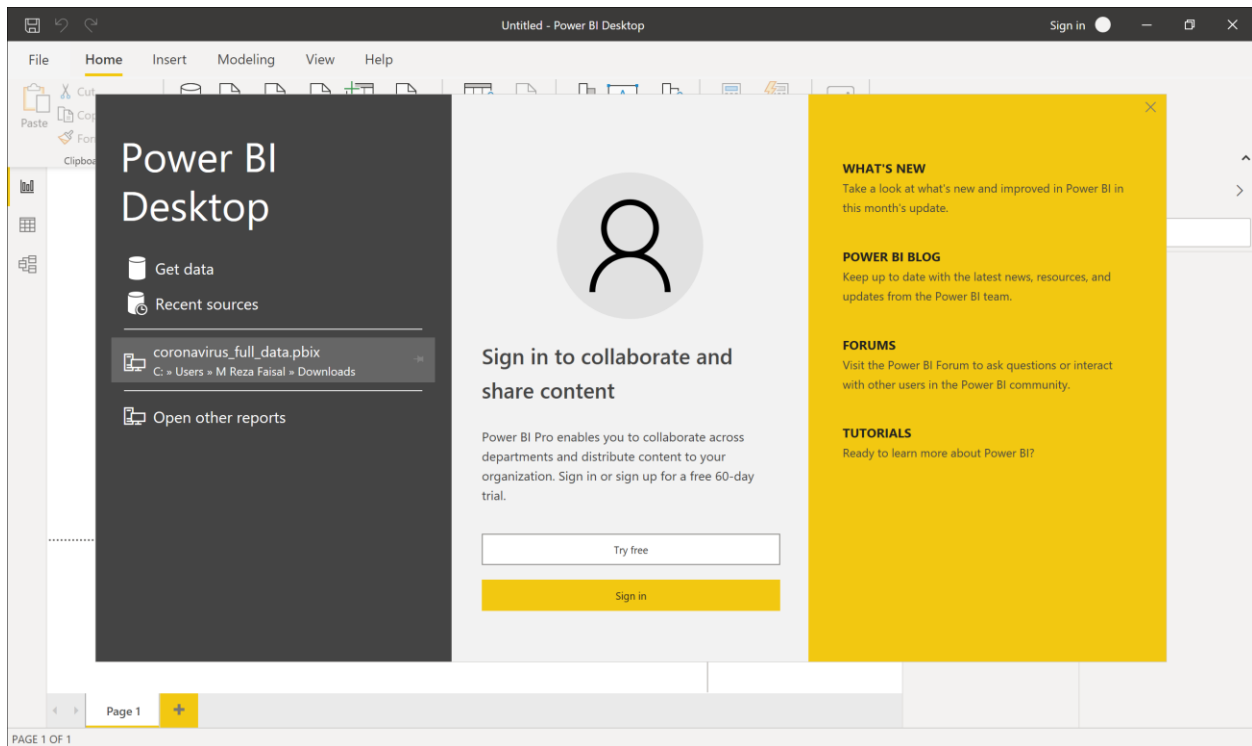 Untitled - Power BI Desktop
Sign in
File Home Insert Modeling View Help
Paste
Cut
Clipboa
Power BI
Desktop
Get data
Recent sources
coronavirus_full_data.pbix
C: » Users » M Reza Faisal » Downloads
Open other reports
Sign in to collaborate and
share content
Power BI Pro enables you to collaborate across
departments and distribute content to your
organization. Sign in or sign up for a free 60-day
trial.
Try free
Sign in
WHAT'S NEW
Take a look at what's new and improved in Power BI in
this month's update.
POWER BI BLOG
Keep up to date with the latest news, resources, and
updates from the Power BI team.
FORUMS
Visit the Power BI Forum to ask questions or interact
with other users in the Power BI community.
TUTORIALS
Ready to learn more about Power BI?
Page 1
PAGE 1 OF 1